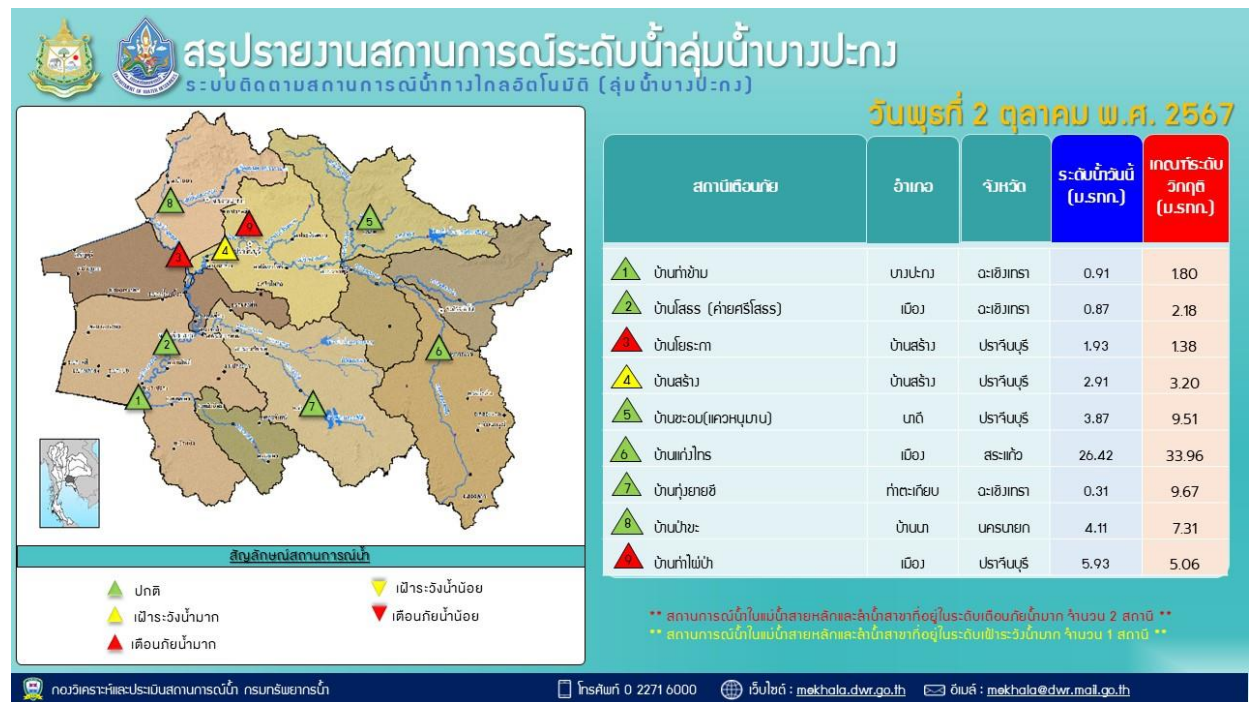 สรุปรายงานสถานการณ์ระดับน้ำลุ่มน้ำบางปะกง
ระบบติดตามสถานการณ์น้ำทางไกลอัตโนมัติ (ลุ่มน้ำบางปะกง)
วันพุธที่ 2 ตุลาคม พ.ศ. 2567
สถานีเตือนภัย อำเภอ จังหวัด ระดับน้ำวันนี้ (ม.รทก.) เกณฑ์ระดับวิกฤติ (ม.รทก.)
1 บ้านท่าข้าม บางปะกง ฉะเชิงเทรา 0.91 1.80
2 บ้านโสธร (ค่ายศรีโสธร) เมือง ฉะเชิงเทรา 0.87 2.18
3 บ้านโยธะกา บ้านสร้าง ปราจีนบุรี 1.93 1.38
4 บ้านสร้าง บ้านสร้าง ปราจีนบุรี 2.91 3.20
5 บ้านซะอม(แควหนุมาน) นาดี ปราจีนบุรี 3.87 9.51
6 บ้านแก่งไทร เมือง สระแก้ว 26.42 33.96
7 บ้านทุ่งยายชี ท่าตะเกียบ ฉะเชิงเทรา 0.31 9.67
8 บ้านป่าขะ บ้านนา นครนายก 4.11 7.31
9 บ้านท่าไผ่ป่า เมือง ปราจีนบุรี 5.93 5.06
** สถานการณ์น้ำในแม่น้ำสายหลักและลำน้ำสาขาที่อยู่ในระดับเตือนภัยน้ำมาก จำนวน 2 สถานี **
** สถานการณ์น้ำในแม่น้ำสายหลักและลำน้ำสาขาที่อยู่ในระดับเฝ้าระวังน้ำมาก จำนวน 1 สถานี **
8
9
5
4
3
2
6
1
7
สัญลักษณ์สถานการณ์น้ำ
ปกติ
เฝ้าระวังน้ำมาก
เตือนภัยน้ำมาก
เฝ้าระวังน้ำน้อย
เตือนภัยน้ำน้อย
กองวิเคราะห์และประเมินสถานการณ์น้ำ กรมทรัพยากรน้ำ
โทรศัพท์ 0 2271 6000
เว็บไซต์ : mekhala.dwr.go.th
อีเมล์ : mekhala@dwr.mail.go.th